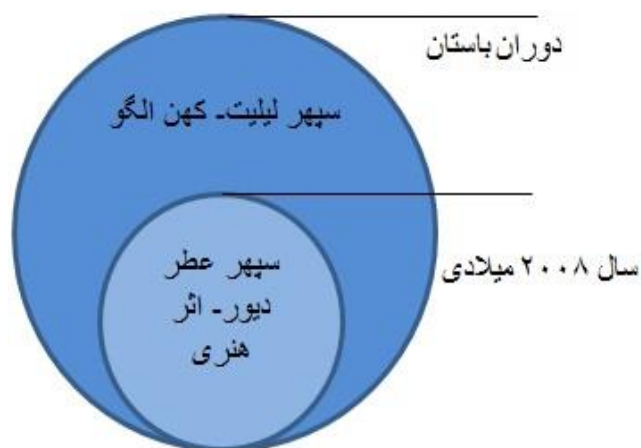 دوران باستان
سپهر لیلیت- کهن الگو
سال ۲۰۰۸ میلادی
سپهر عطر
دیور- اثر
هنری